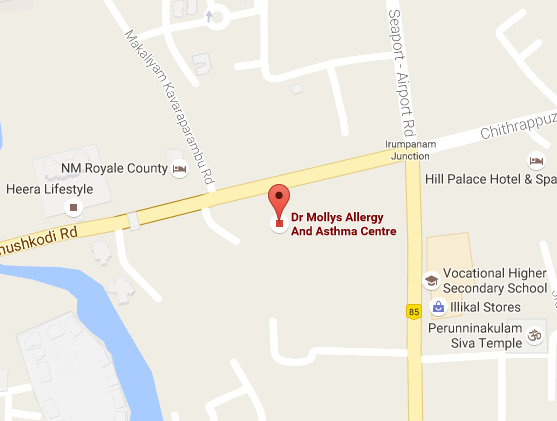 Makaliyam Kavaraparambu Rd
Seaport - Airport Rd
Chithrappuz
Irumpanam
Junction
NM Royale County
Hill Palace Hotel & Spa
Heera Lifestyle
Dr Mollys Allergy
And Asthma Centre
nushkodi Rd
Vocational Higher
Secondary School
Illikal Stores
85
Perunninakulam
Siva Temple